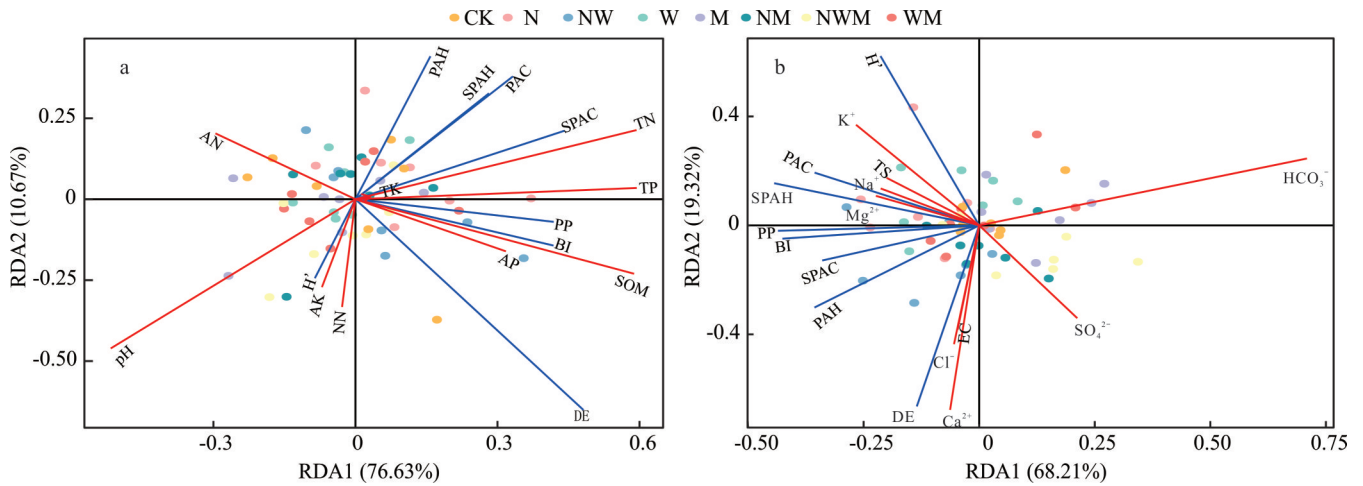 CK N NW W M NM NWM WM
a
PAH
SPAH
PAC
SPAC
TN
AN
TK
TP
PP
BI
AP
SOM
H'
AK
NN
pH
DE
0.25
0
-0.25
-0.50
RDA2 (10.67%)
-0.3 0 0.3 0.6
RDA1 (76.63%)
b
H'
K⁺
PAC
TS
Na⁺
SPAH
Mg²⁺
HCO₃⁻
PP
BI
SPAC
PAH
EC
SO₄²⁻
Cl⁻
DE
Ca²⁺
0.4
0
-0.4
RDA2 (19.32%)
-0.50 -0.25 0 0.25 0.50 0.75
RDA1 (68.21%)